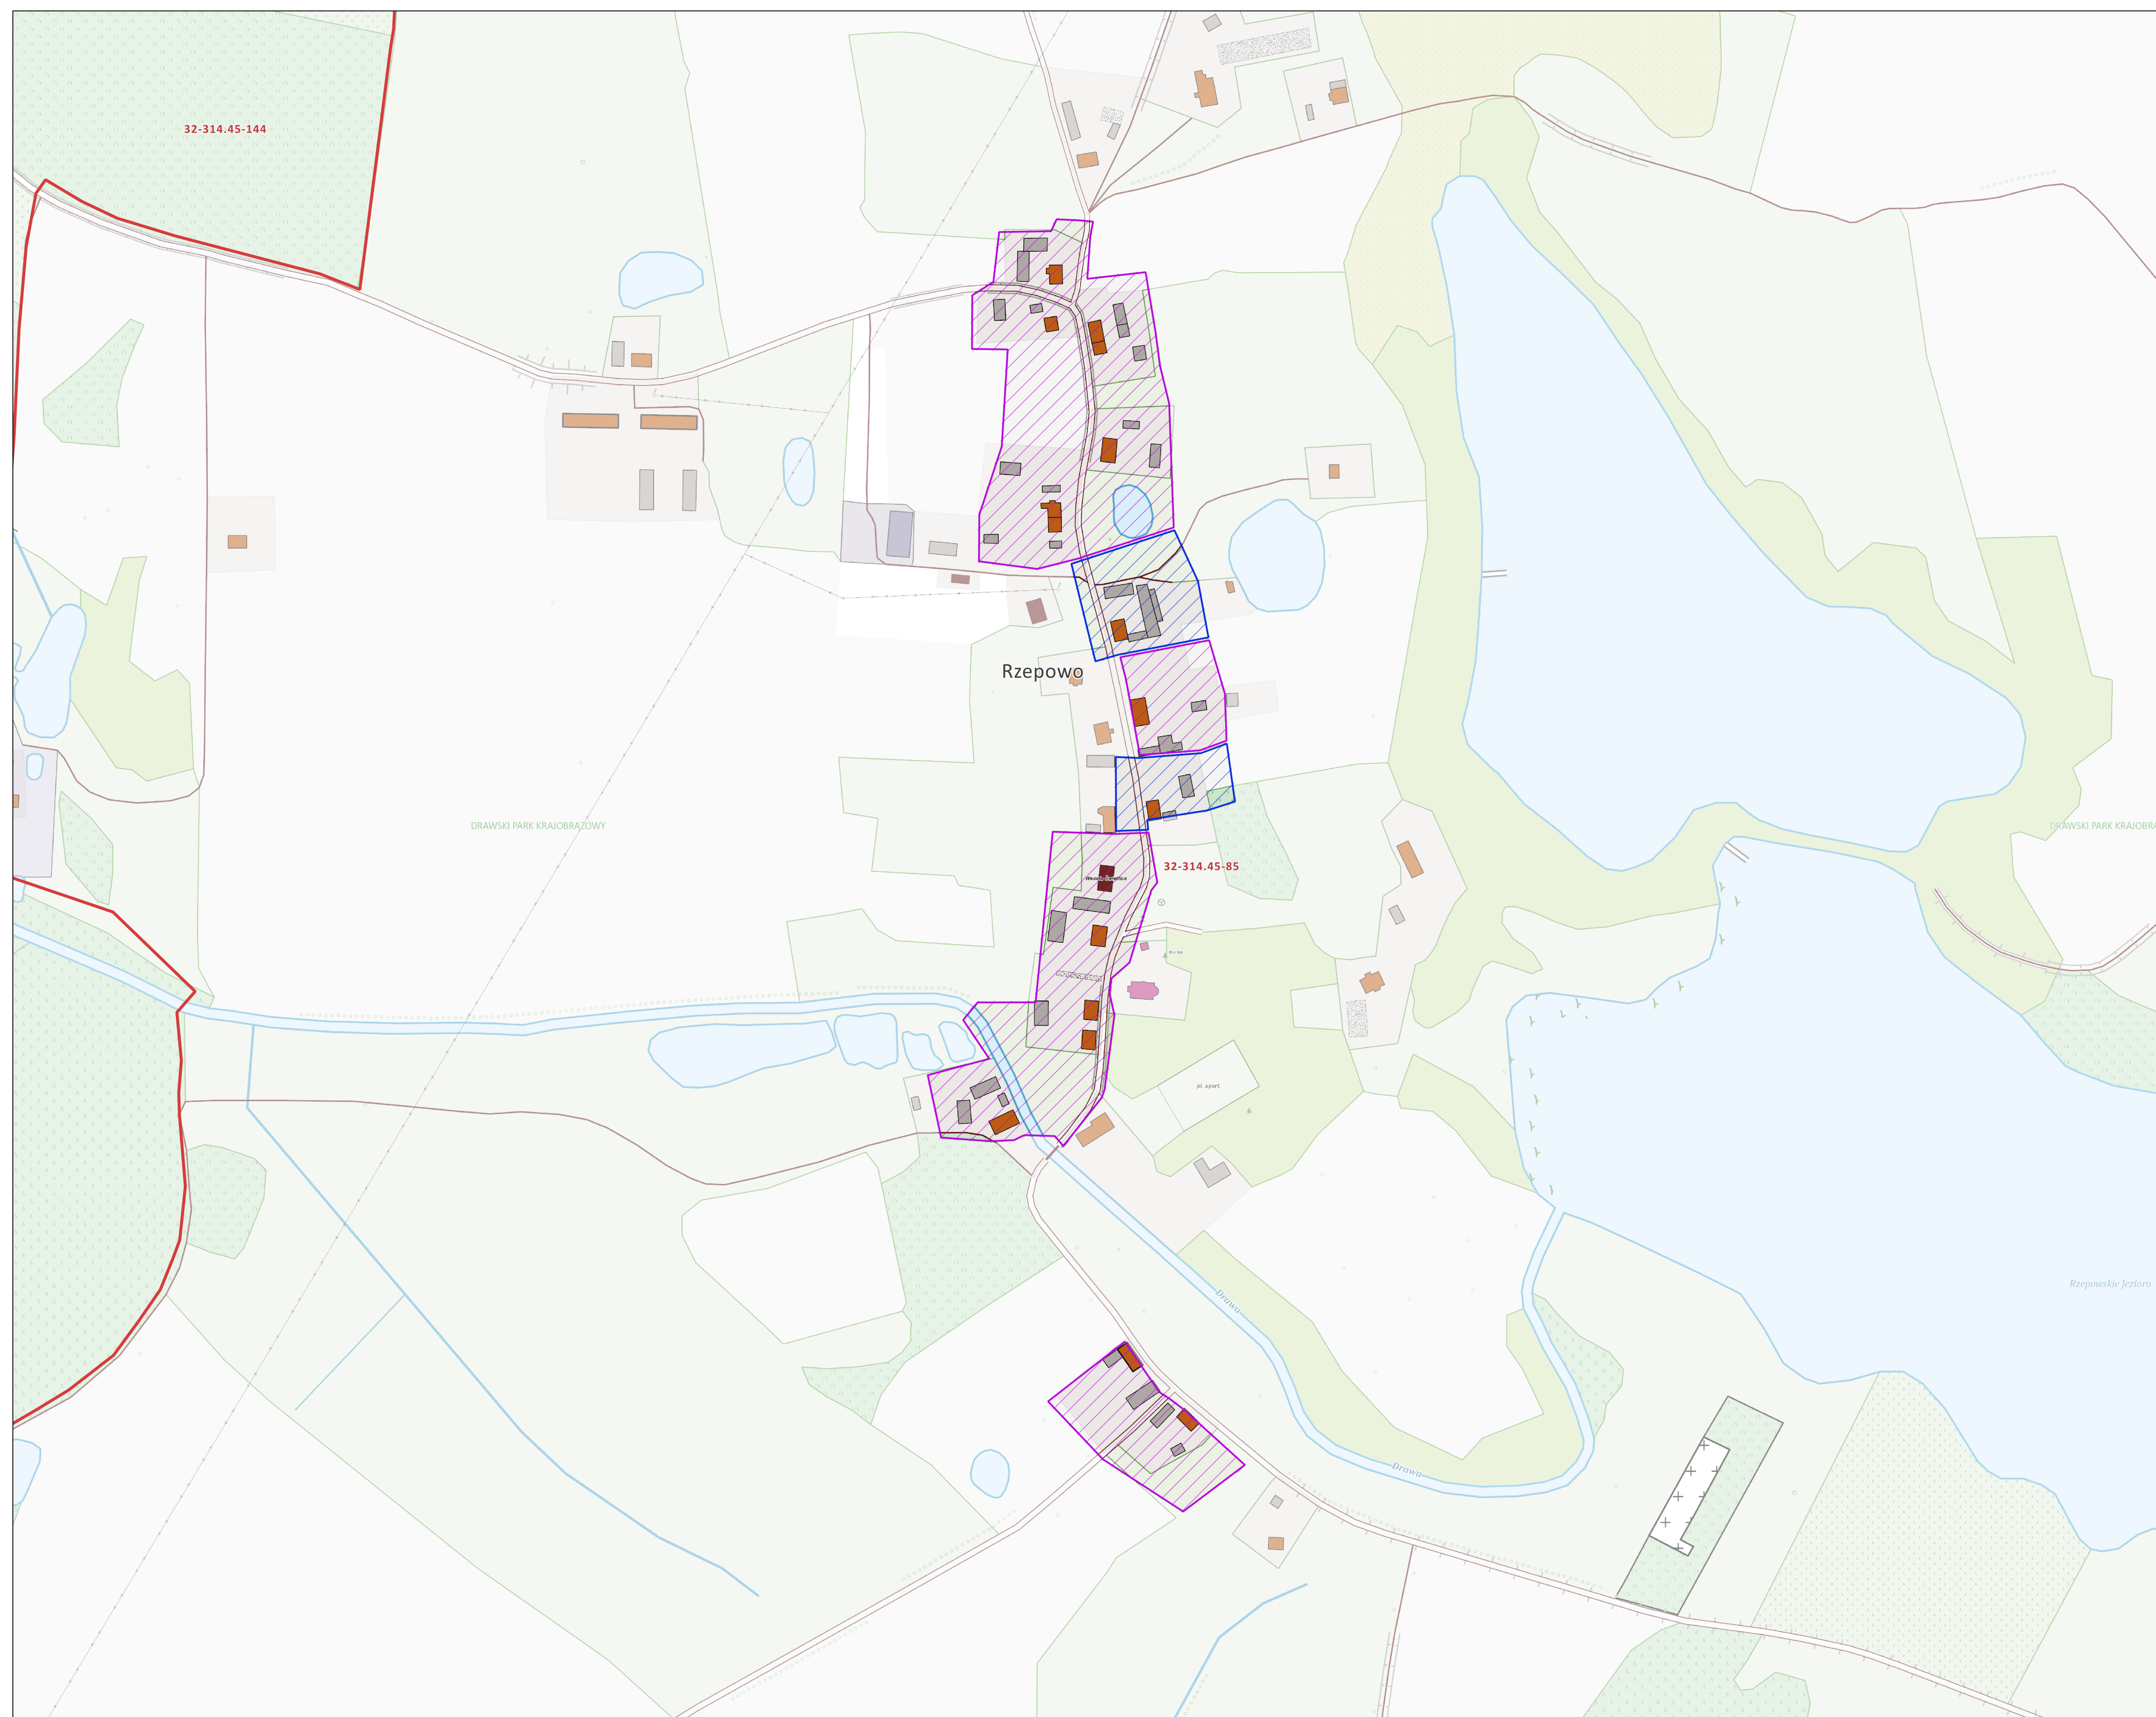 32-314.45-144
Rzepowo
DRAWSKI PARK KRAJOBRAZOWY
DRAWSKI PARK KRAJOBRA
32-314.45-85
pl. sport.
Rzepowskie Jezioro
Drawa
Drawa